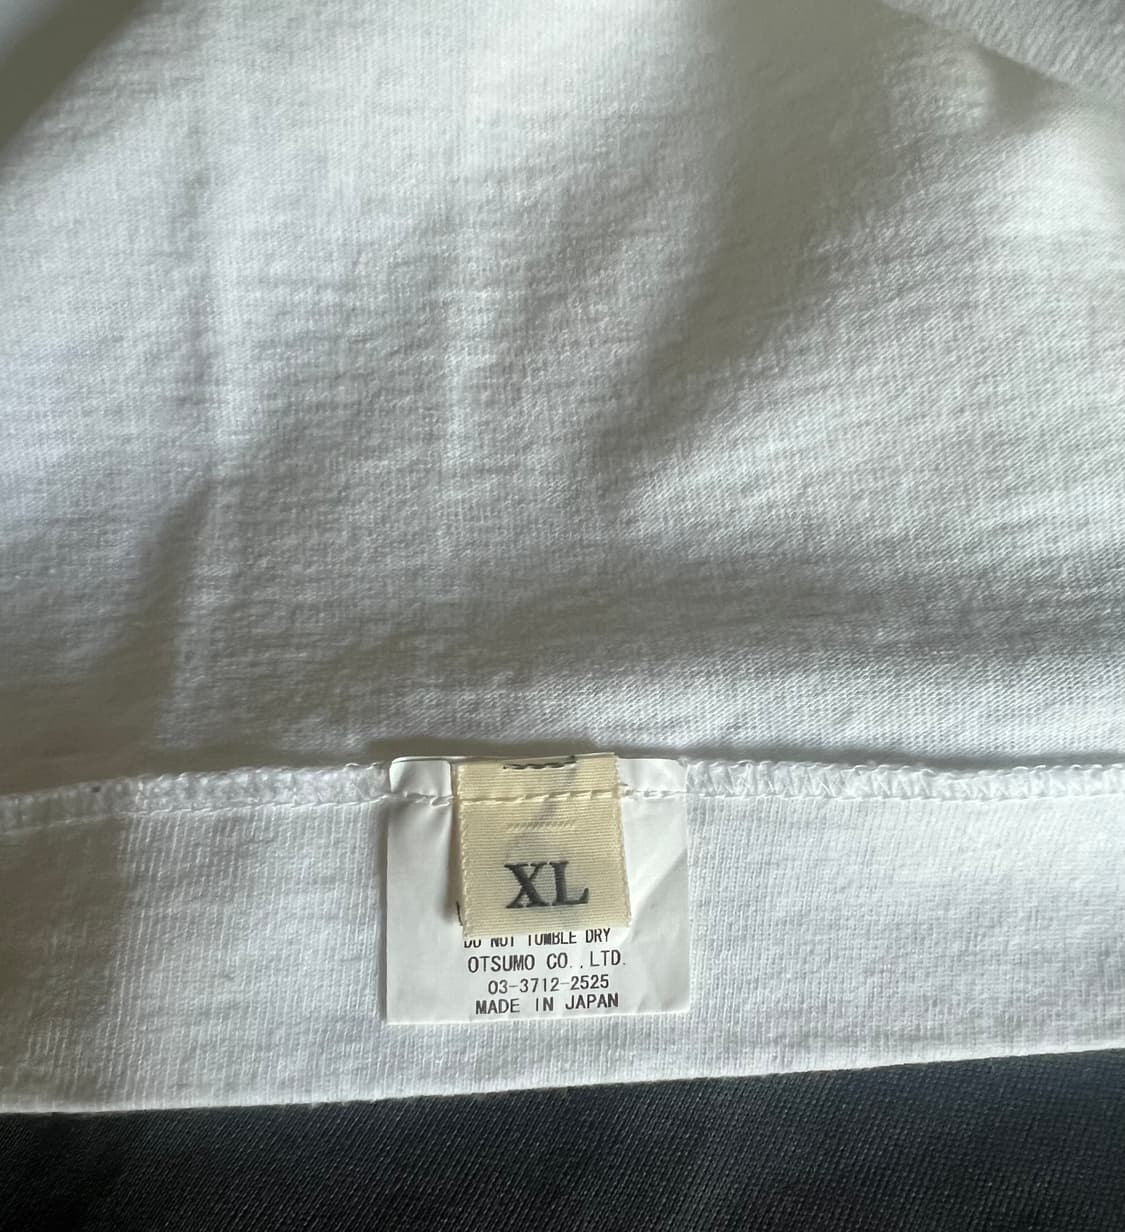 XL
DO NOT TUMBLE DRY
OTSUMO CO.,LTD.
03-3712-2525
MADE IN JAPAN